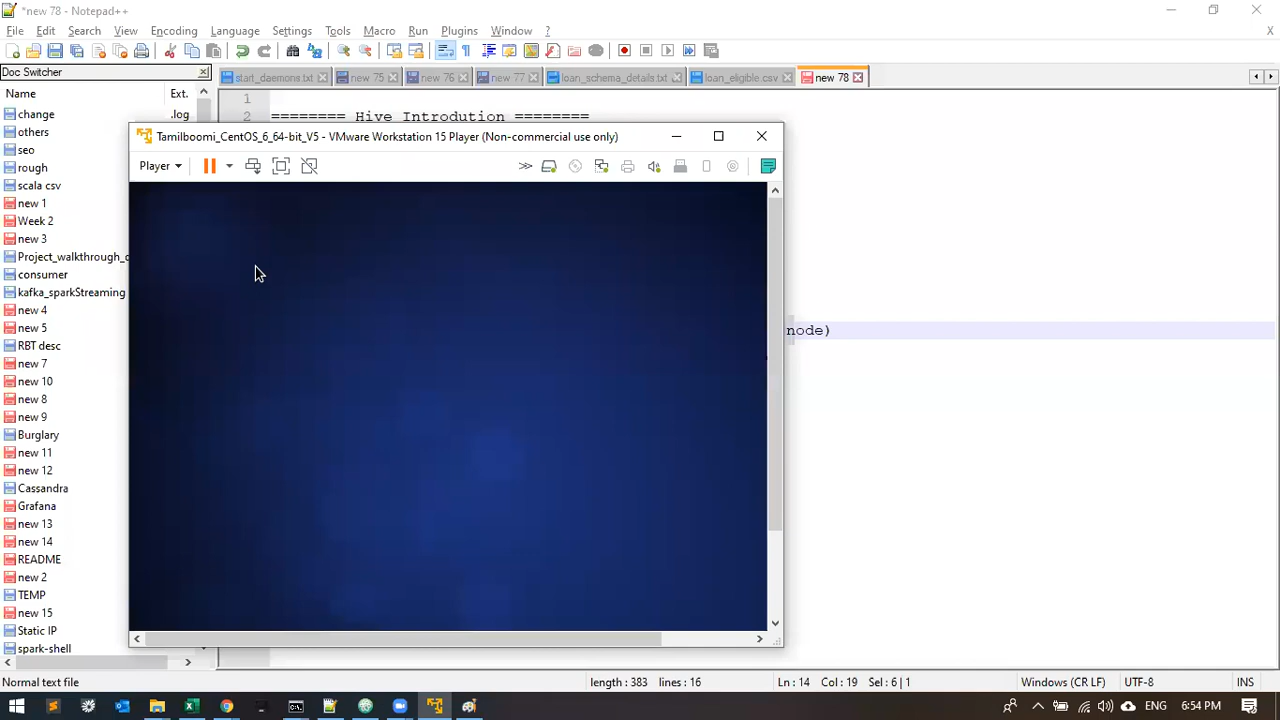 *new 78 - Notepad++
File Edit Search View Encoding Language Settings Tools Macro Run Plugins Window ?
Doc Switcher
start_daemons.txt new 75 new 76 new 77 loan_schema_details.txt loan_eligible.csv new 78
Name Ext.
change .log
others
seo
rough
scala csv
new 1
Week 2
new 3
Project_walkthrough_c
consumer
kafka_sparkStreaming
new 4
new 5
RBT desc
new 7
new 10
new 8
new 9
Burglary
new 11
new 12
Cassandra
Grafana
new 13
new 14
README
new 2
TEMP
new 15
Static IP
spark-shell
1
2 ======== Hive Introdution ========
Tamilboomi_CentOS_6_64-bit_V5 - VMware Workstation 15 Player (Non-commercial use only)
Player
node)
Normal text file length : 383 lines : 16 Ln : 14 Col : 19 Sel : 6 | 1 Windows (CR LF) UTF-8 INS
ENG 6:54 PM